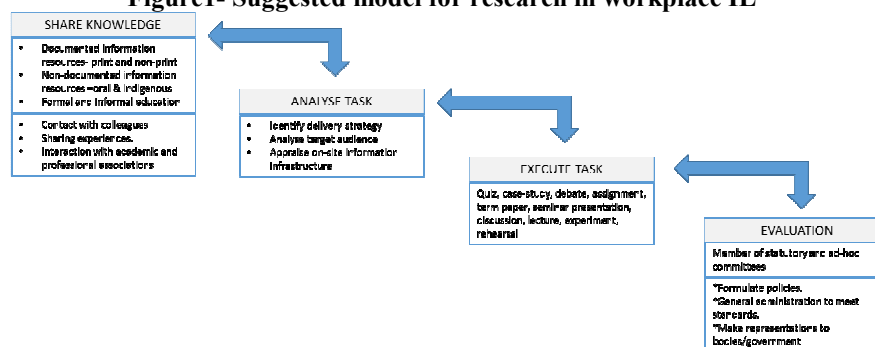 Figure1- Suggested model for research in workplace IL
SHARE KNOWLEDGE
• Documented information
resources- print and non-print
• Non-documented information
resources –oral & indigenous
• Formal and Informal education
• Contact with colleagues
• Sharing experiences.
• Interaction with academic and
professional associations
ANALYSE TASK
• Identify delivery strategy
• Analyse target audience
• Appraise on-site information
infrastructure
EXECUTE TASK
Quiz, case-study, debate, assignment,
term paper, seminar presentation,
discussion, lecture, experiment,
rehearsal
EVALUATION
Member of statutory and ad-hoc
committees
*Formulate policies.
*General administration to meet
standards.
*Make representations to
bodies/government